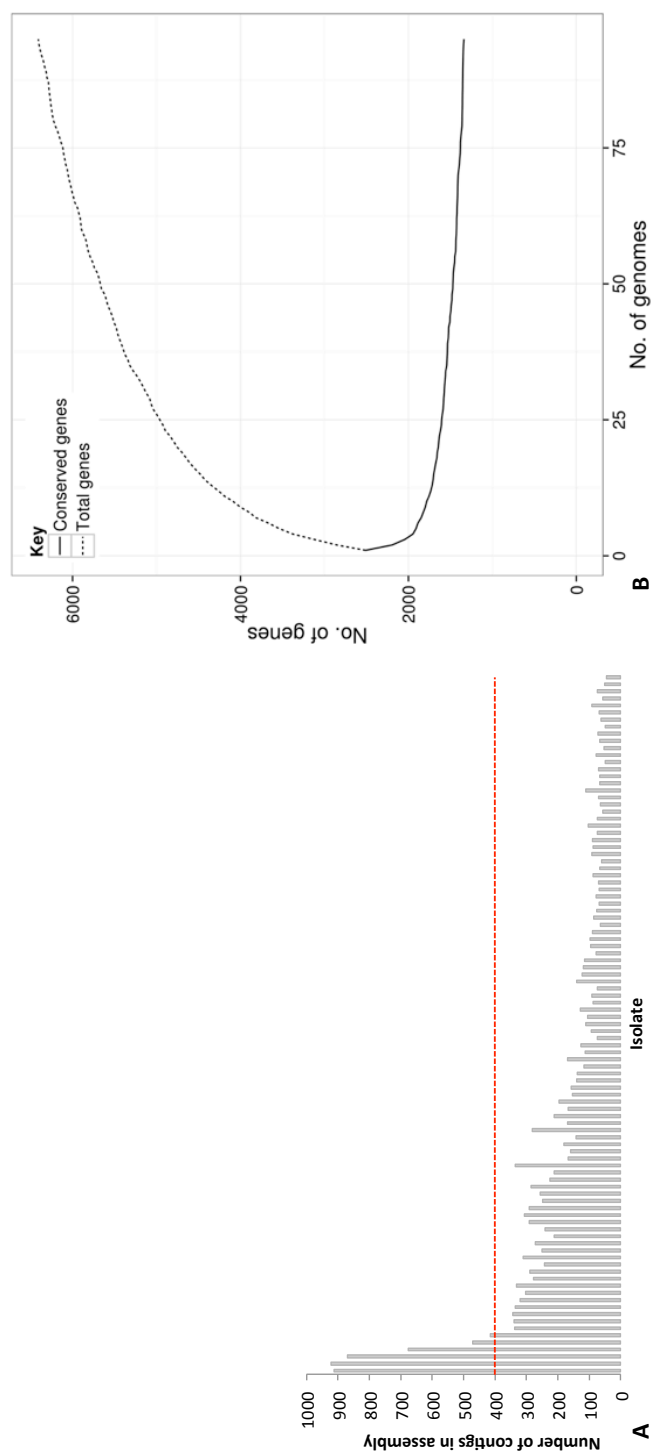 A
Number of contigs in assembly
1000
900
800
700
600
500
400
300
200
100
0
Isolate
B
No. of genes
6000
4000
2000
0
Key
Conserved genes
Total genes
0
25
50
75
No. of genomes